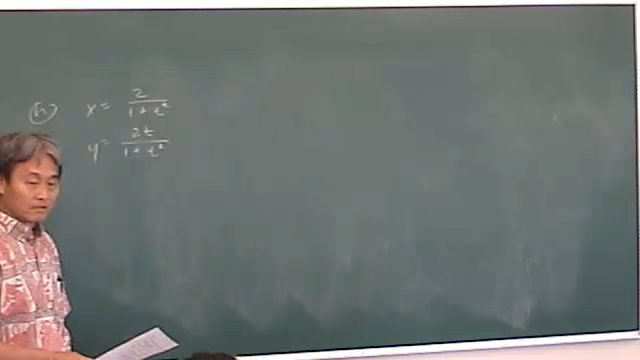 (h) x = 2 / (1 + t²)
y = 2t / (1 + t²)